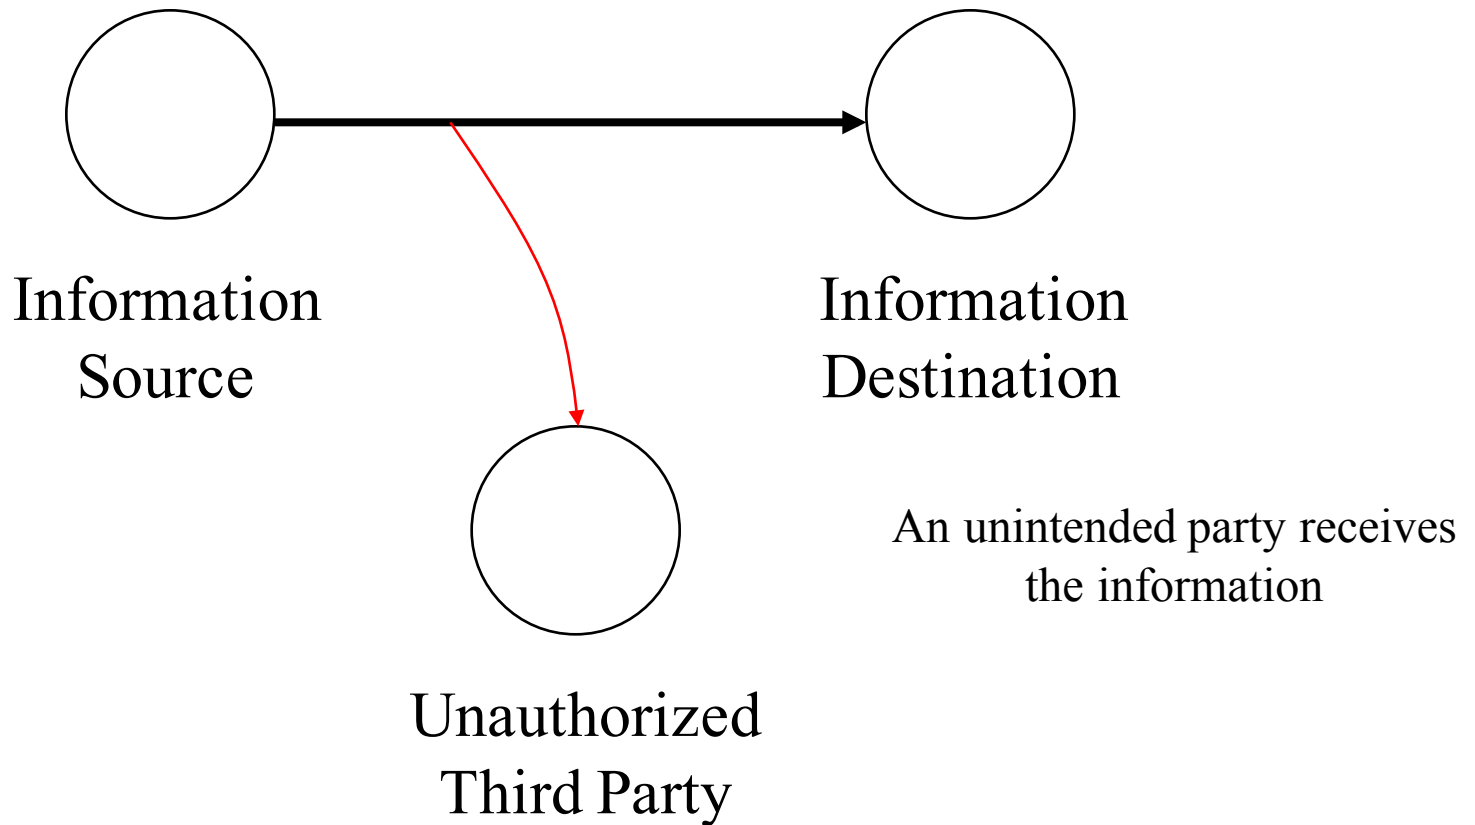 Information
Source
Information
Destination
An unintended party receives
the information
Unauthorized
Third Party